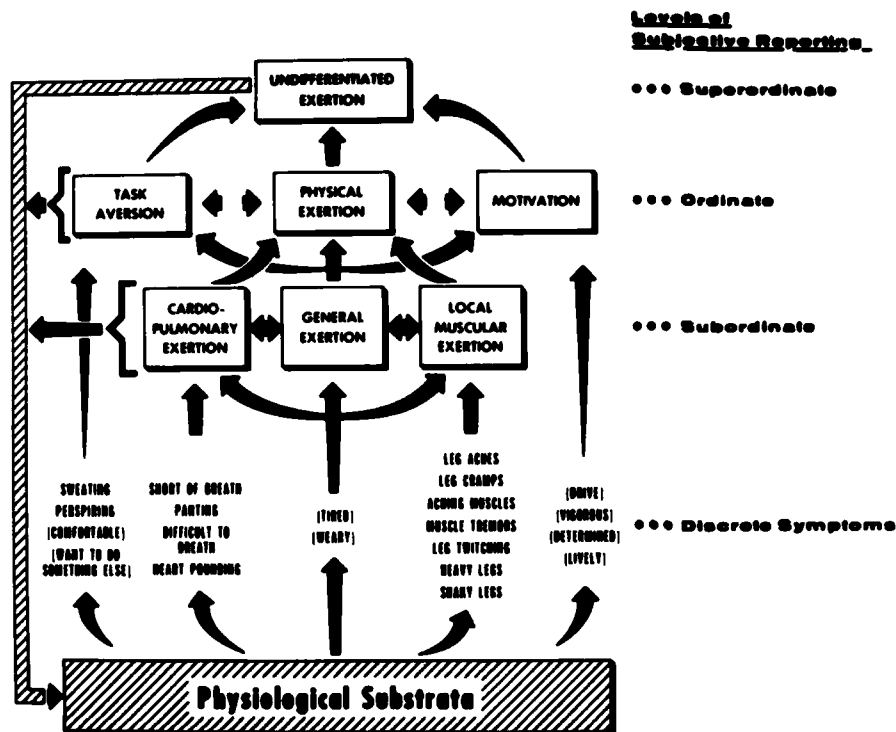 Levels of
Subjective Reporting
UNDIFFERENTIATED
EXERTION
••• Superordinate
TASK
AVERSION
PHYSICAL
EXERTION
MOTIVATION
••• Ordinate
CARDIO-
PULMONARY
EXERTION
GENERAL
EXERTION
LOCAL
MUSCULAR
EXERTION
••• Subordinate
SWEATING
PERSPIRING
(COMFORTABLE)
(WANT TO DO
SOMETHING ELSE)
SHORT OF BREATH
PANTING
DIFFICULT TO
BREATH
HEART POUNDING
(TIRED)
(WEARY)
LEG ACHES
LEG CRAMPS
ACHING MUSCLES
MUSCLE TREMORS
LEG TWITCHING
HEAVY LEGS
SHAKY LEGS
(DRIVE)
(VIGOROUS)
(DETERMINED)
(LIVELY)
••• Discrete Symptoms
Physiological Substrata